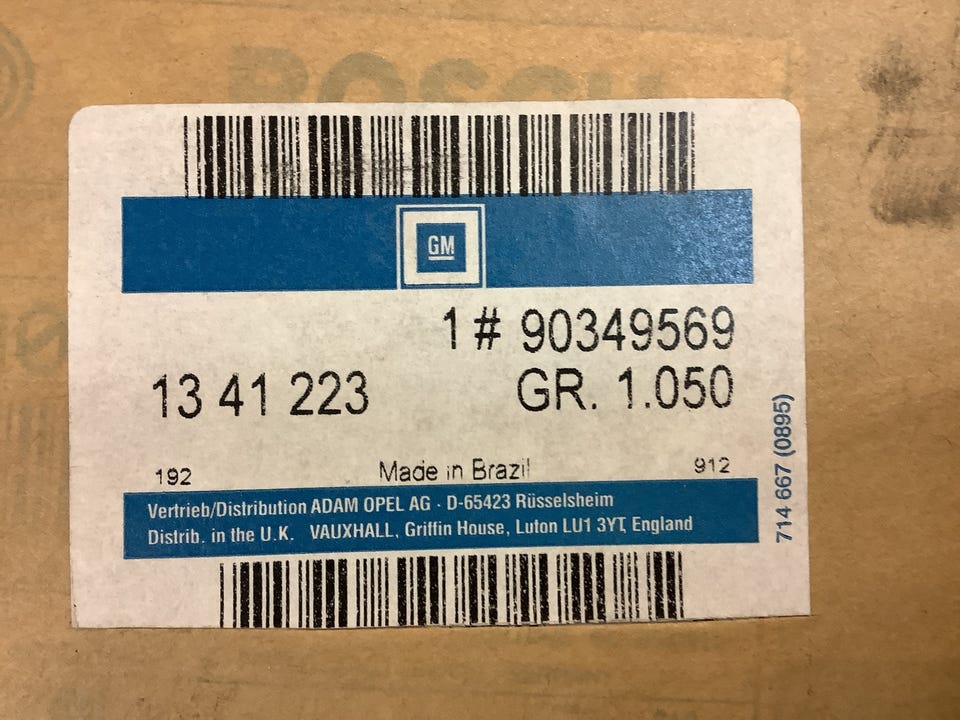 BOSCH
GM
1 # 90349569
13 41 223 GR. 1.050
192 Made in Brazil 912
Vertrieb/Distribution ADAM OPEL AG · D-65423 Rüsselsheim
Distrib. in the U.K. VAUXHALL, Griffin House, Luton LU1 3YT, England
714 667 (0895)